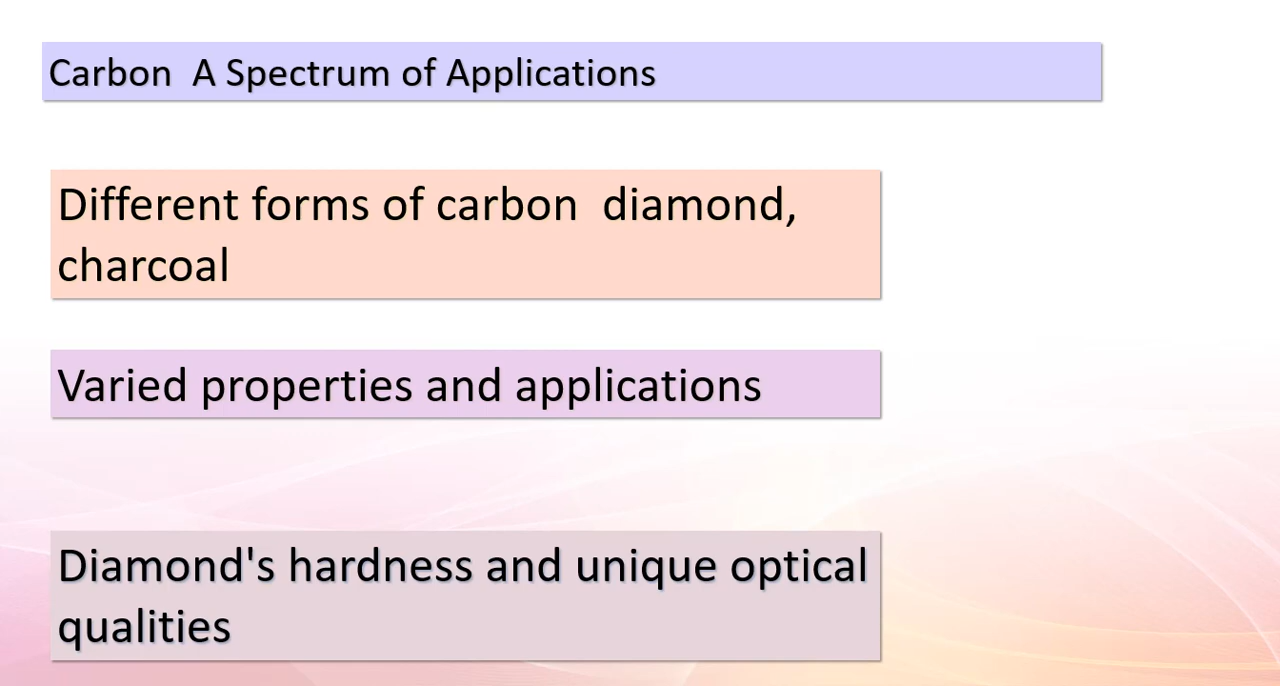 Carbon  A Spectrum of Applications
Different forms of carbon  diamond,
charcoal
Varied properties and applications
Diamond's hardness and unique optical
qualities